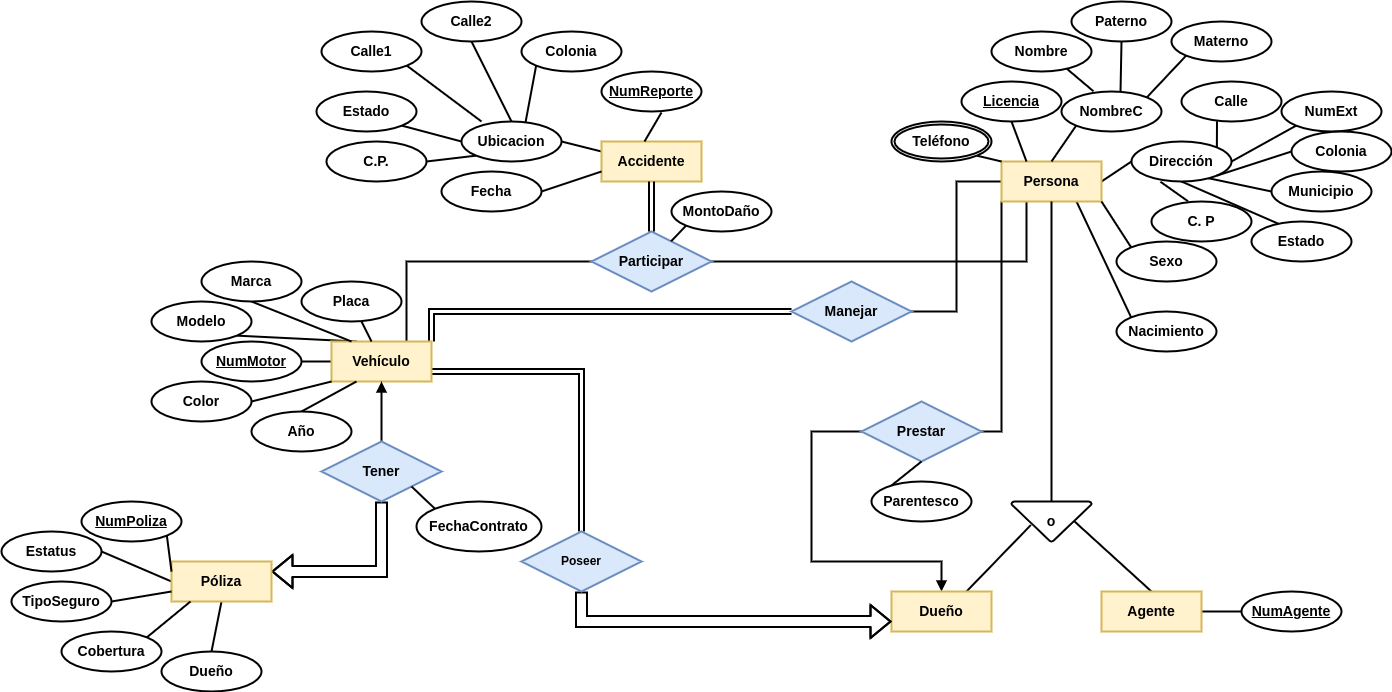 Calle2
Paterno
Calle1
Colonia
Nombre
Materno
NumReporte
Licencia
NombreC
Calle
NumExt
Estado
Ubicacion
Teléfono
C.P.
Accidente
Dirección
Colonia
Fecha
Persona
Municipio
MontoDaño
C. P
Estado
Participar
Sexo
Marca
Placa
Manejar
Modelo
Nacimiento
NumMotor
Vehículo
Color
Año
Prestar
Tener
Parentesco
NumPoliza
FechaContrato
o
Estatus
Póliza
Poseer
TipoSeguro
Dueño
Agente
NumAgente
Cobertura
Dueño